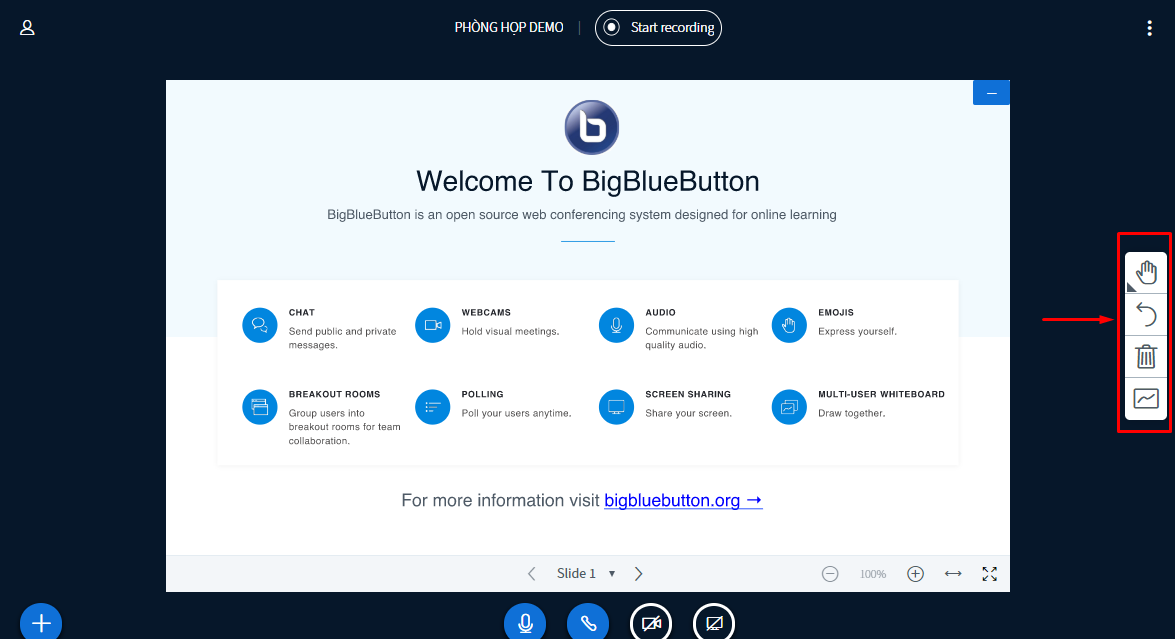 PHÒNG HỌP DEMO
Start recording
Welcome To BigBlueButton
BigBlueButton is an open source web conferencing system designed for online learning
CHAT
Send public and private
messages.
WEBCAMS
Hold visual meetings.
AUDIO
Communicate using high
quality audio.
EMOJIS
Express yourself.
BREAKOUT ROOMS
Group users into
breakout rooms for team
collaboration.
POLLING
Poll your users anytime.
SCREEN SHARING
Share your screen.
MULTI-USER WHITEBOARD
Draw together.
For more information visit bigbluebutton.org →
Slide 1
100%